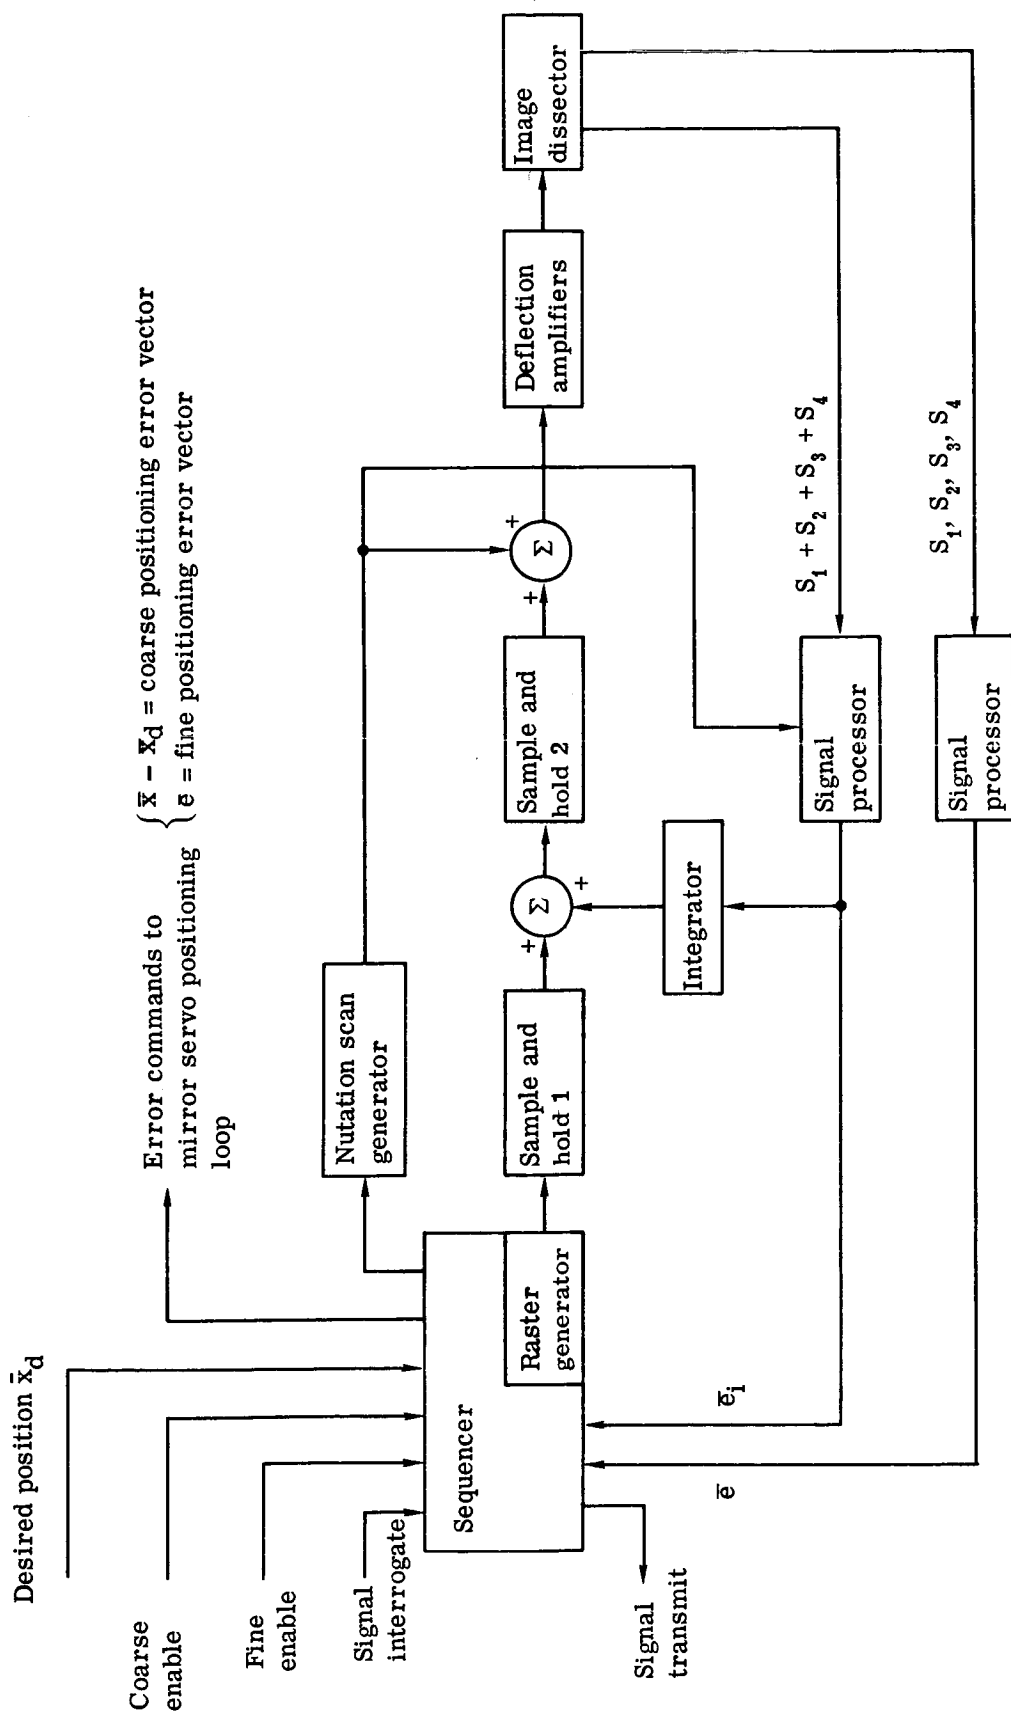 Desired position x̄d
Coarse
enable
Fine
enable
Signal
interrogate
Signal
transmit
Error commands to
mirror servo positioning
loop
{ x̄ − x̄d = coarse positioning error vector
ē = fine positioning error vector
Sequencer
Raster
generator
Nutation scan
generator
Sample and
hold 1
+
Σ
+
Integrator
Sample and
hold 2
+
Σ
+
Deflection
amplifiers
Image
dissector
S1 + S2 + S3 + S4
S1, S2, S3, S4
Signal
processor
Signal
processor
ēi
ē